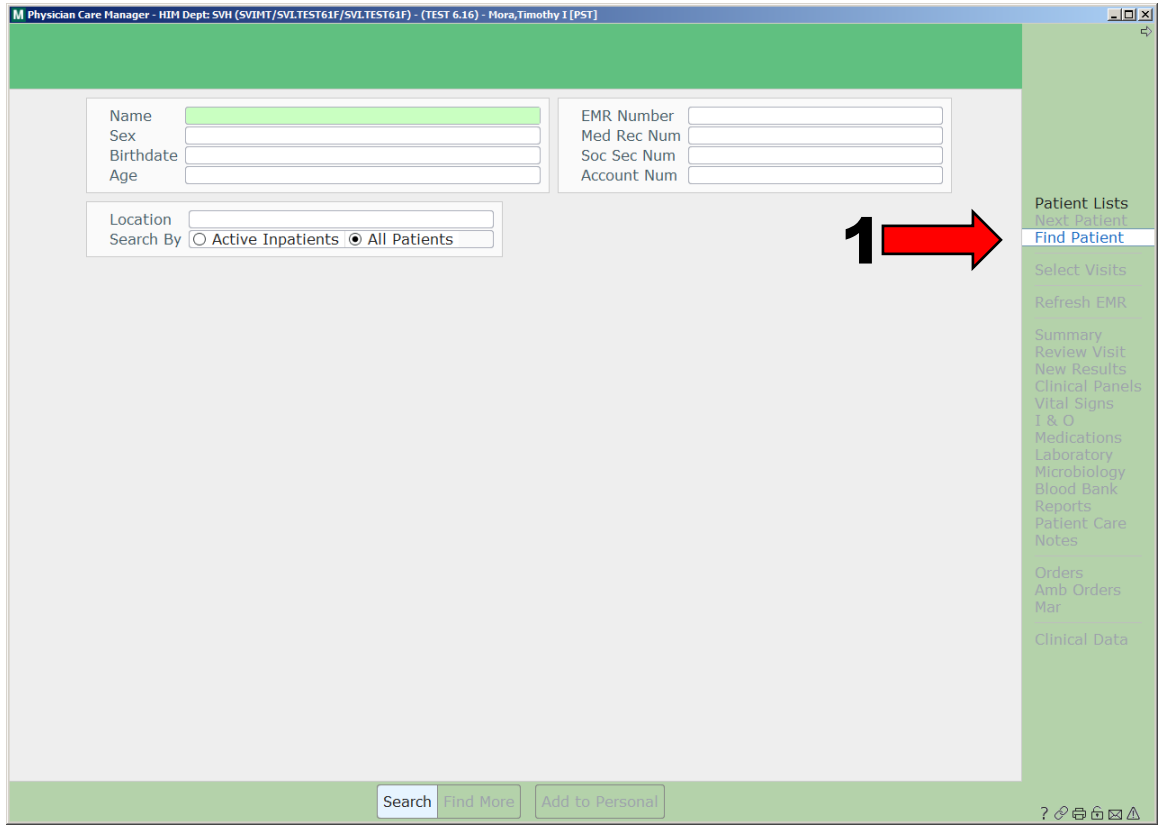 M Physician Care Manager - HIM Dept: SVH (SVIMT/SVI.TEST61F/SVI.TEST61F) - (TEST 6.16) - Mora,Timothy I [PST]
Name
Sex
Birthdate
Age
EMR Number
Med Rec Num
Soc Sec Num
Account Num
Location
Search By Active Inpatients All Patients
1
Patient Lists
Next Patient
Find Patient
Select Visits
Refresh EMR
Summary
Review Visit
New Results
Clinical Panels
Vital Signs
I & O
Medications
Laboratory
Microbiology
Blood Bank
Reports
Patient Care
Notes
Orders
Amb Orders
Mar
Clinical Data
Search Find More Add to Personal
?